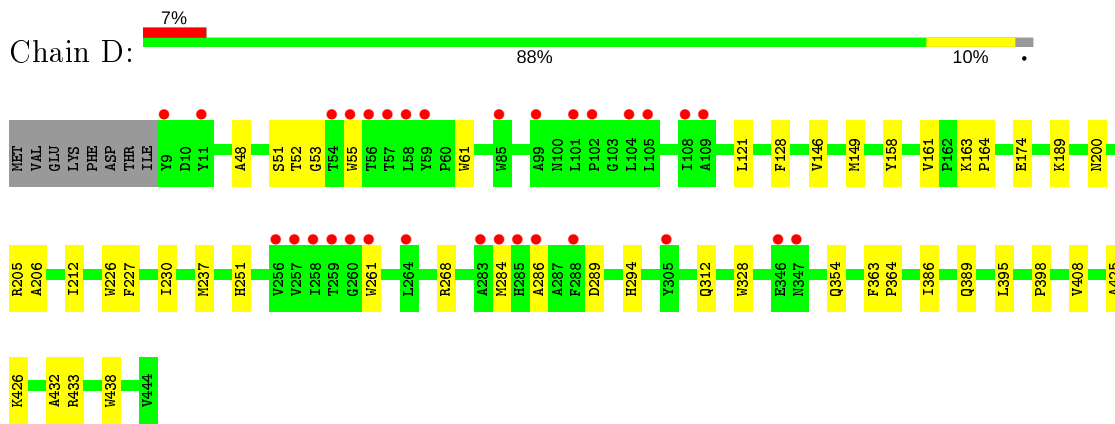 7%
Chain D:
88% 10% •
MET VAL GLU LYS PHE ASP THR ILE Y9 D10 Y11 A48 S51 T52 G53 T54 W55 T56 T57 L58 Y59 P60 W61 W85 A99 N100 L101 P102 G103 L104 L105 I108 A109 L121 F128 V146 M149 Y158 V161 P162 K163 P164 E174 K189 N200
R205 A206 I212 W226 F227 I230 M237 H251 V256 V257 I258 T259 G260 W261 L264 R268 A283 M284 H285 A286 A287 F288 D289 H294 Y305 Q312 W328 E346 N347 Q354 F363 P364 I386 Q389 L395 P398 V408 A425
K426 A432 R433 W438 V444